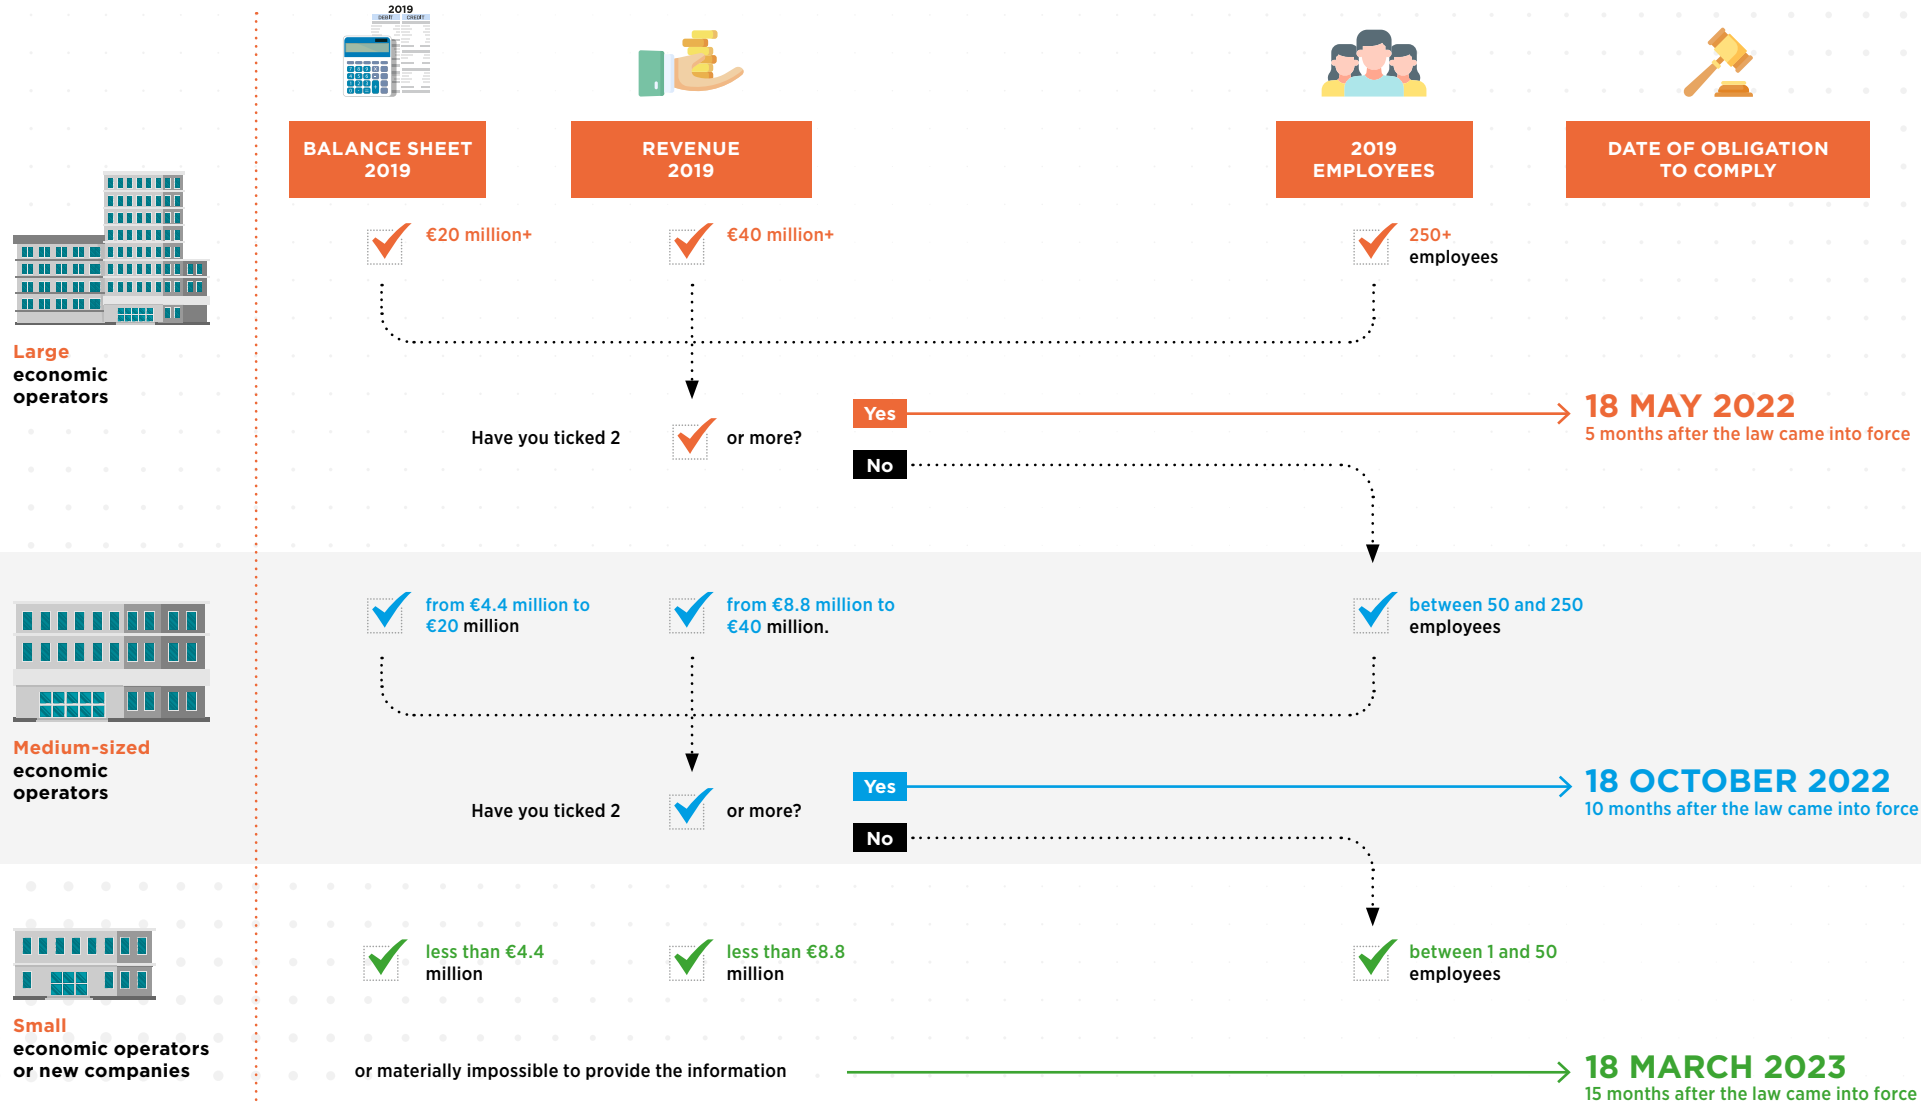 2019
DEBIT CREDIT
BALANCE SHEET
2019
REVENUE
2019
2019
EMPLOYEES
DATE OF OBLIGATION
TO COMPLY
Large
economic
operators
€20 million+
€40 million+
250+
employees
Have you ticked 2
or more?
Yes
No
18 MAY 2022
5 months after the law came into force
Medium-sized
economic
operators
from €4.4 million to
€20 million
from €8.8 million to
€40 million.
between 50 and 250
employees
Have you ticked 2
or more?
Yes
No
18 OCTOBER 2022
10 months after the law came into force
Small
economic operators
or new companies
less than €4.4
million
less than €8.8
million
between 1 and 50
employees
or materially impossible to provide the information
18 MARCH 2023
15 months after the law came into force